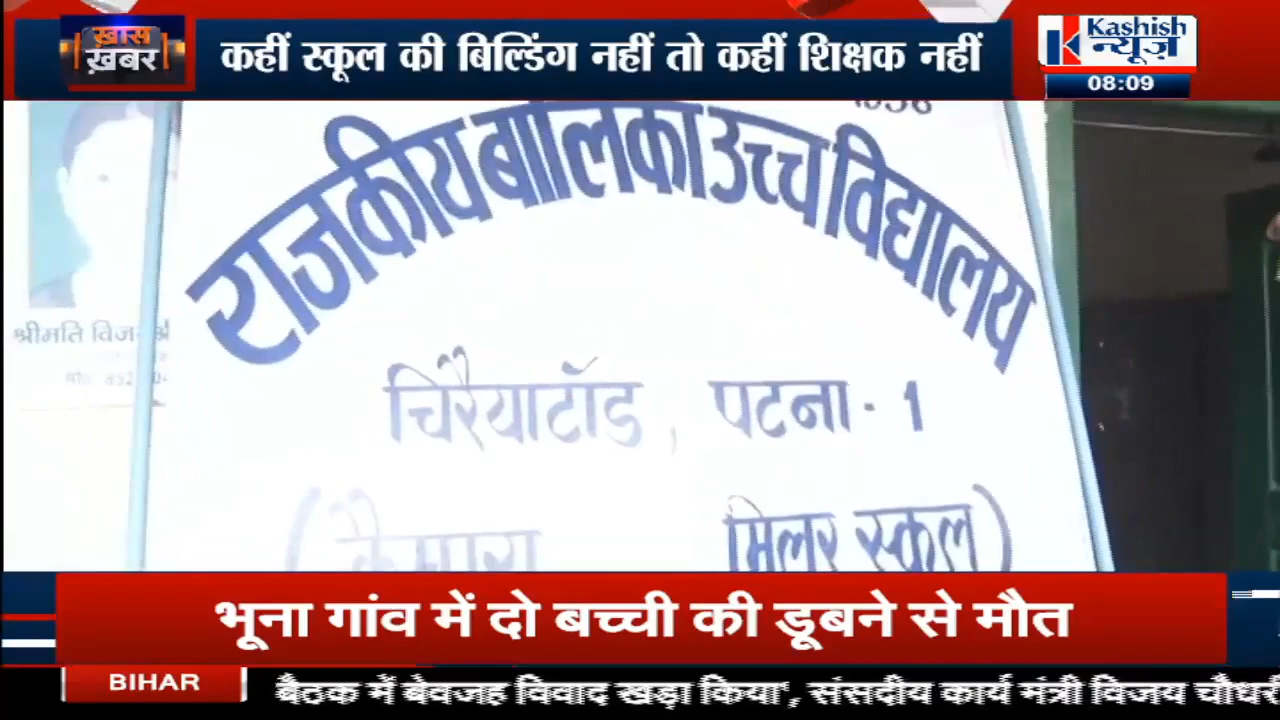 ख़ास
ख़बर
कहीं स्कूल की बिल्डिंग नहीं तो कहीं शिक्षक नहीं
Kashish
न्यूज़
08:09
राजकीय बालिका उच्च विद्यालय
श्रीमति
चिरैयाटॉड, पटना - 1
( मिलर स्कूल)
भूना गांव में दो बच्ची की डूबने से मौत
BIHAR
बैठक में बेवजह विवाद खड़ा किया", संसदीय कार्य मंत्री विजय चौधरी